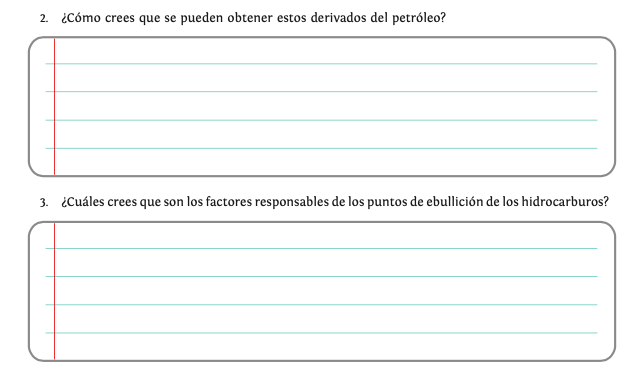 2. ¿Cómo crees que se pueden obtener estos derivados del petróleo?
3. ¿Cuáles crees que son los factores responsables de los puntos de ebullición de los hidrocarburos?